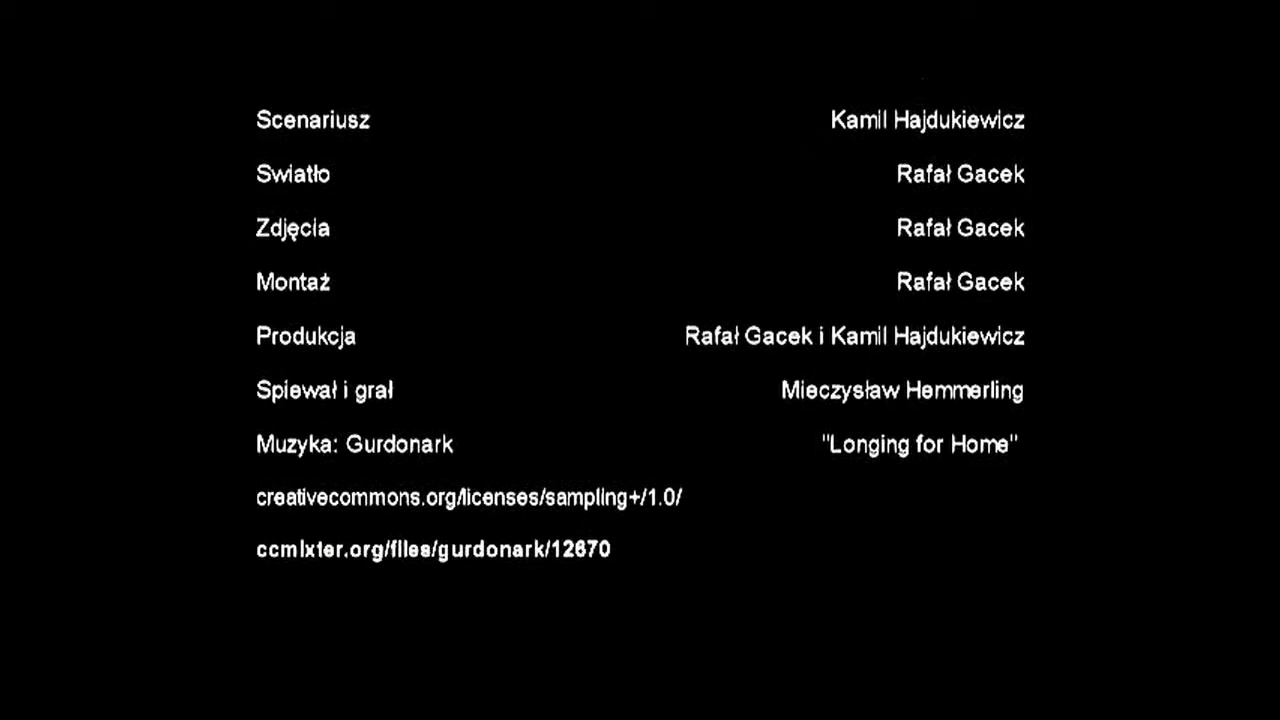 Scenariusz Kamil Hajdukiewicz
Swiatło Rafał Gacek
Zdjęcia Rafał Gacek
Montaż Rafał Gacek
Produkcja Rafał Gacek i Kamil Hajdukiewicz
Spiewał i grał Mieczysław Hemmerling
Muzyka: Gurdonark "Longing for Home"
creativecommons.org/licenses/sampling+/1.0/
ccmixter.org/files/gurdonark/12670